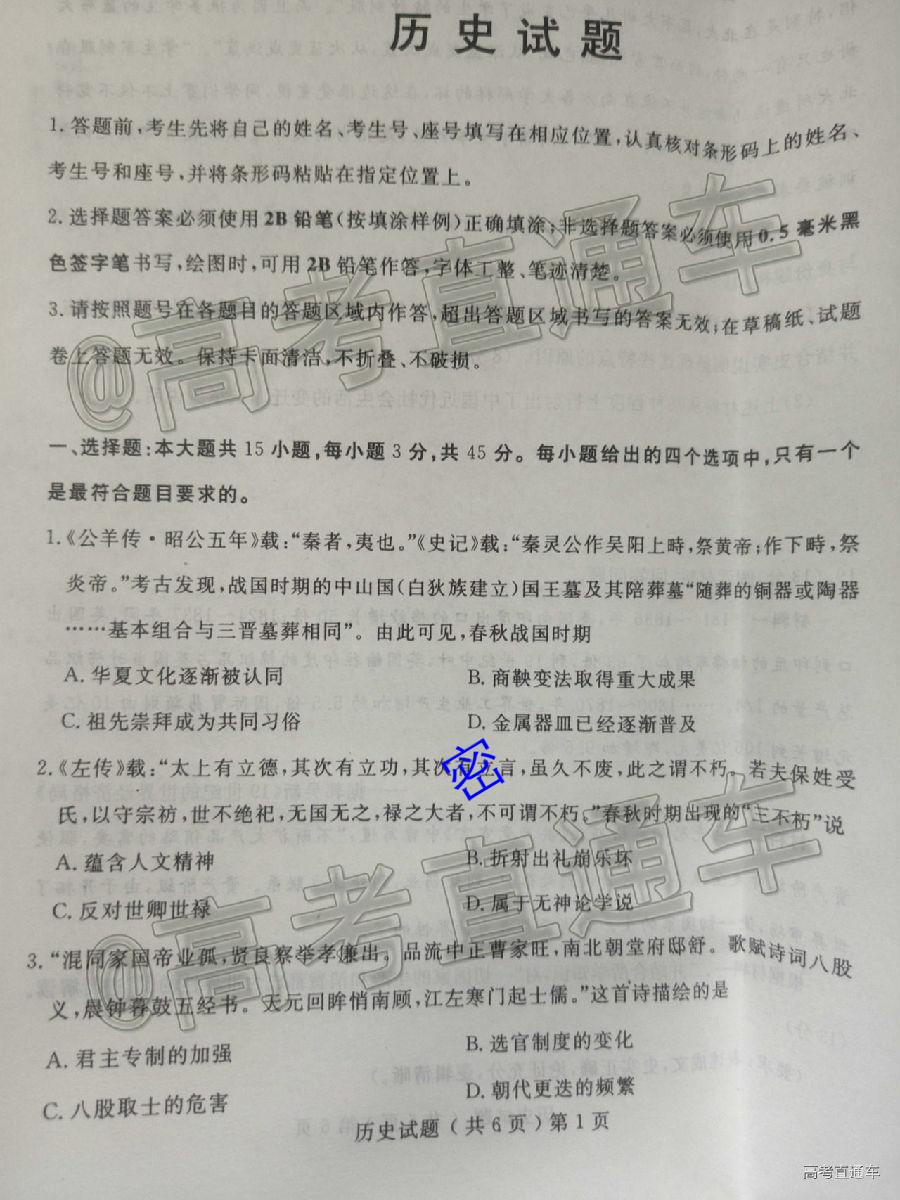 历史试题
1. 答题前，考生先将自己的姓名、考生号、座号填写在相应位置，认真核对条形码上的姓名、
考生号和座号，并将条形码粘贴在指定位置上。
2. 选择题答案必须使用2B铅笔（按填涂样例）正确填涂；非选择题答案必须使用0.5毫米黑
色签字笔书写，绘图时，可用2B铅笔作答，字体工整、笔迹清楚。
3. 请按照题号在各题目的答题区域内作答，超出答题区域书写的答案无效；在草稿纸、试题
卷上答题无效。保持卡面清洁，不折叠、不破损。
一、选择题：本大题共15小题，每小题3分，共45分。每小题给出的四个选项中，只有一个
是最符合题目要求的。
1.《公羊传·昭公五年》载：“秦者，夷也。”《史记》载：“秦灵公作吴阳上畤，祭黄帝；作下畤，祭
炎帝。”考古发现，战国时期的中山国（白狄族建立）国王墓及其陪葬墓“随葬的铜器或陶器
……基本组合与三晋墓葬相同”。由此可见，春秋战国时期
A. 华夏文化逐渐被认同 B. 商鞅变法取得重大成果
C. 祖先崇拜成为共同习俗 D. 金属器皿已经逐渐普及
2.《左传》载：“太上有立德，其次有立功，其次有立言，虽久不废，此之谓不朽。若夫保姓受
氏，以守宗祊，世不绝祀，无国无之，禄之大者，不可谓不朽。”春秋时期出现的“三不朽”说
A. 蕴含人文精神 B. 折射出礼崩乐坏
C. 反对世卿世禄 D. 属于无神论学说
3.“混同家国帝业孤，贤良察举孝廉出。品流中正曹家旺，南北朝堂府邸舒。歌赋诗词八股
义，晨钟暮鼓五经书。天元回眸悄南顾，江左寒门起士儒。”这首诗描绘的是
A. 君主专制的加强 B. 选官制度的变化
C. 八股取士的危害 D. 朝代更迭的频繁
历史试题（共6页）第1页
密
@高考直通车
@高考直通车
高考直通车